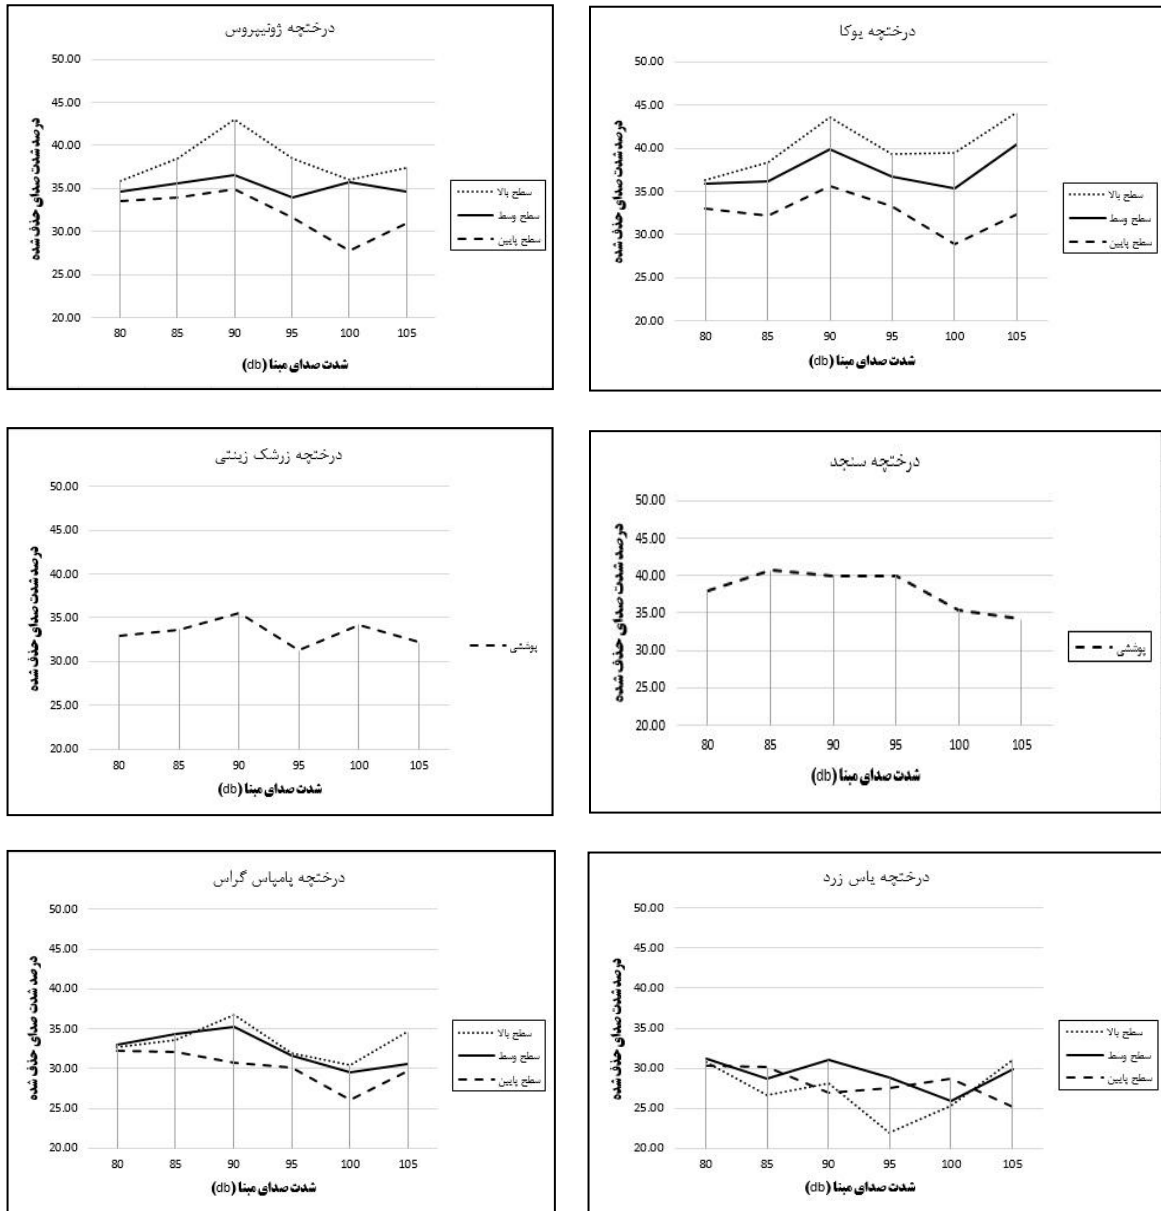 درختچه ژونیپروس
50.00
45.00
40.00
35.00
30.00
25.00
20.00
درصد شدت صدای حذف شده
80 85 90 95 100 105
شدت صدای مبنا (db)
سطح بالا
سطح وسط
سطح پایین
درختچه یوکا
50.00
45.00
40.00
35.00
30.00
25.00
20.00
درصد شدت صدای حذف شده
80 85 90 95 100 105
شدت صدای مبنا (db)
سطح بالا
سطح وسط
سطح پایین
درختچه زرشک زینتی
50.00
45.00
40.00
35.00
30.00
25.00
20.00
درصد شدت صدای حذف شده
80 85 90 95 100 105
شدت صدای مبنا (db)
پوششی
درختچه سنجد
50.00
45.00
40.00
35.00
30.00
25.00
20.00
درصد شدت صدای حذف شده
80 85 90 95 100 105
شدت صدای مبنا (db)
پوششی
درختچه پامپاس گراس
50.00
45.00
40.00
35.00
30.00
25.00
20.00
درصد شدت صدای حذف شده
80 85 90 95 100 105
شدت صدای مبنا (db)
سطح بالا
سطح وسط
سطح پایین
درختچه یاس زرد
50.00
45.00
40.00
35.00
30.00
25.00
20.00
درصد شدت صدای حذف شده
80 85 90 95 100 105
شدت صدای مبنا (db)
سطح بالا
سطح وسط
سطح پایین